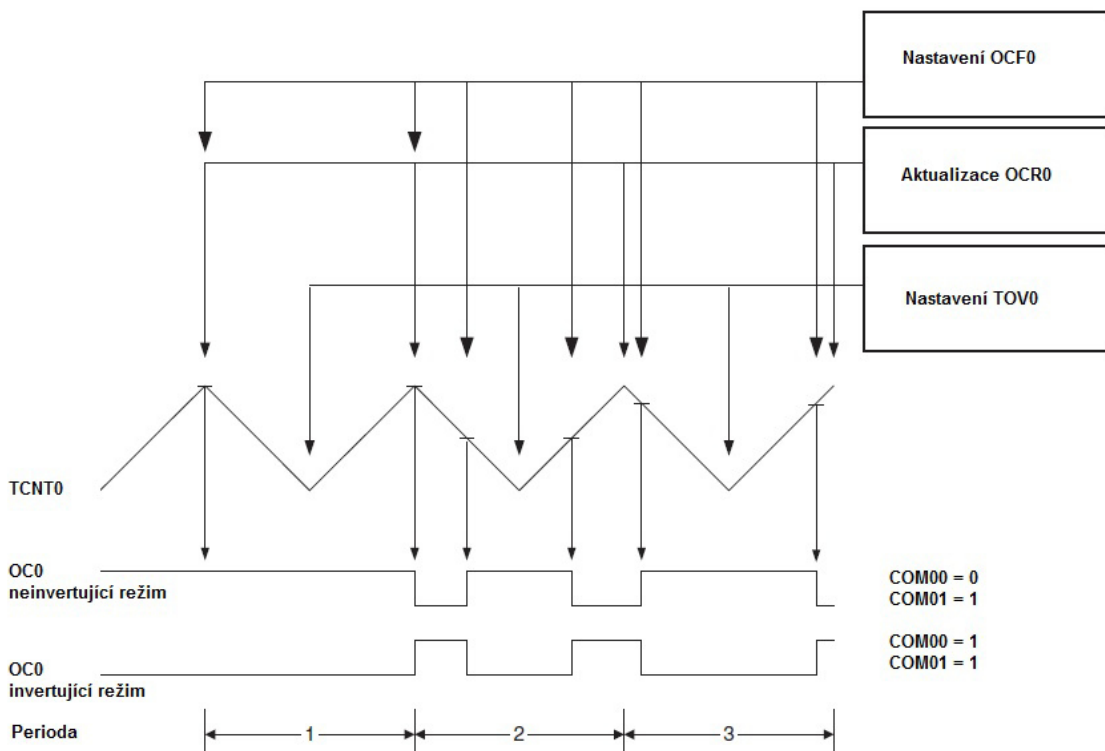 Nastavení OCF0
Aktualizace OCR0
Nastavení TOV0
TCNT0
OC0
neinvertující režim
COM00 = 0
COM01 = 1
OC0
invertující režim
COM00 = 1
COM01 = 1
Perioda
1
2
3